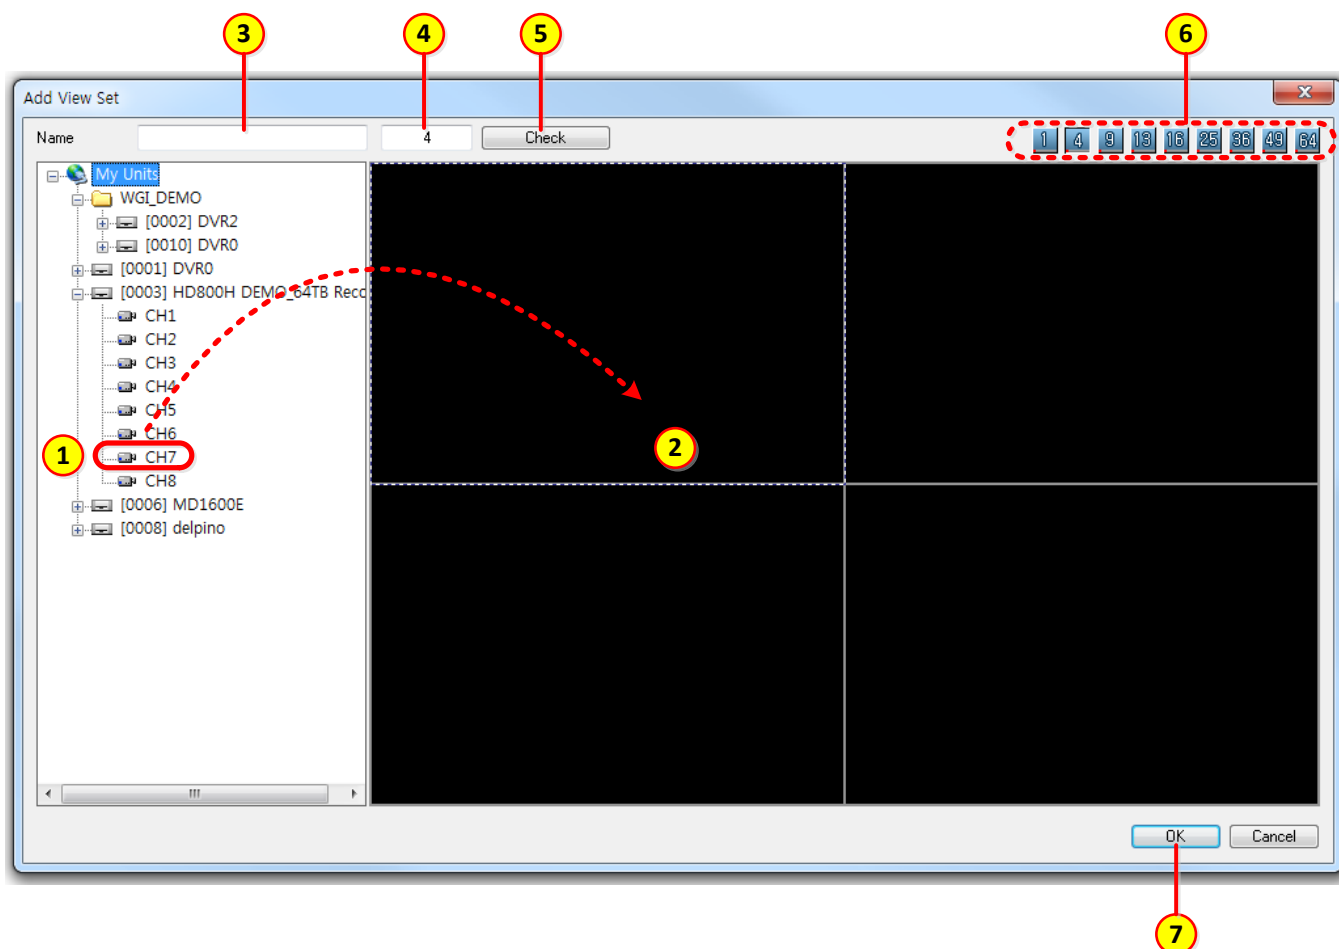 3 4 5 6
Add View Set
Name 4 Check 1 4 9 13 16 25 36 49 64
My Units
WGI_DEMO
[0002] DVR2
[0010] DVR0
[0001] DVR0
[0003] HD800H DEMO_64TB Reco
CH1
CH2
CH3
CH4
CH5
CH6
1 CH7 2
CH8
[0006] MD1600E
[0008] delpino
OK Cancel
7